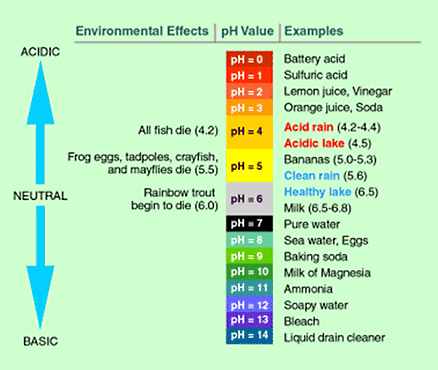 Environmental Effects pH Value Examples
ACIDIC
pH = 0 Battery acid
pH = 1 Sulfuric acid
pH = 2 Lemon juice, Vinegar
pH = 3 Orange juice, Soda
All fish die (4.2) pH = 4 Acid rain (4.2-4.4)
Acidic lake (4.5)
Frog eggs, tadpoles, crayfish,
and mayflies die (5.5)
pH = 5 Bananas (5.0-5.3)
Clean rain (5.6)
NEUTRAL
Rainbow trout
begin to die (6.0)
pH = 6 Healthy lake (6.5)
Milk (6.5-6.8)
pH = 7 Pure water
pH = 8 Sea water, Eggs
pH = 9 Baking soda
pH = 10 Milk of Magnesia
pH = 11 Ammonia
pH = 12 Soapy water
pH = 13 Bleach
pH = 14 Liquid drain cleaner
BASIC